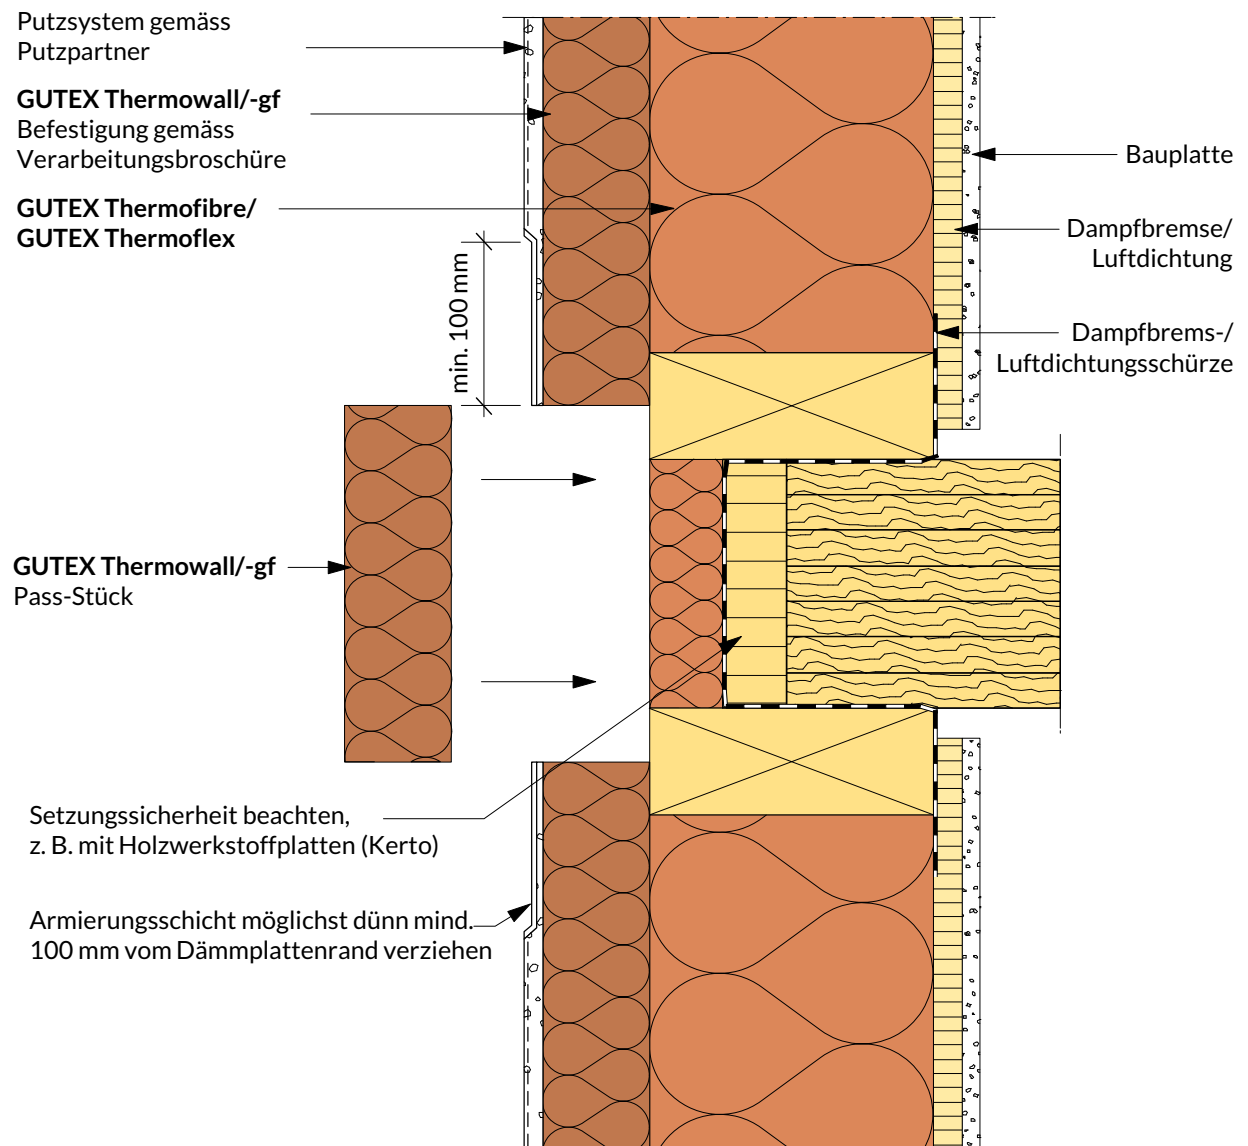 Putzsystem gemäss
Putzpartner
GUTEX Thermowall/-gf
Befestigung gemäss
Verarbeitungsbroschüre
GUTEX Thermofibre/
GUTEX Thermoflex
min. 100 mm
Bauplatte
Dampfbremse/
Luftdichtung
Dampfbrems-/
Luftdichtungsschürze
GUTEX Thermowall/-gf
Pass-Stück
Setzungssicherheit beachten,
z. B. mit Holzwerkstoffplatten (Kerto)
Armierungsschicht möglichst dünn mind.
100 mm vom Dämmplattenrand verziehen